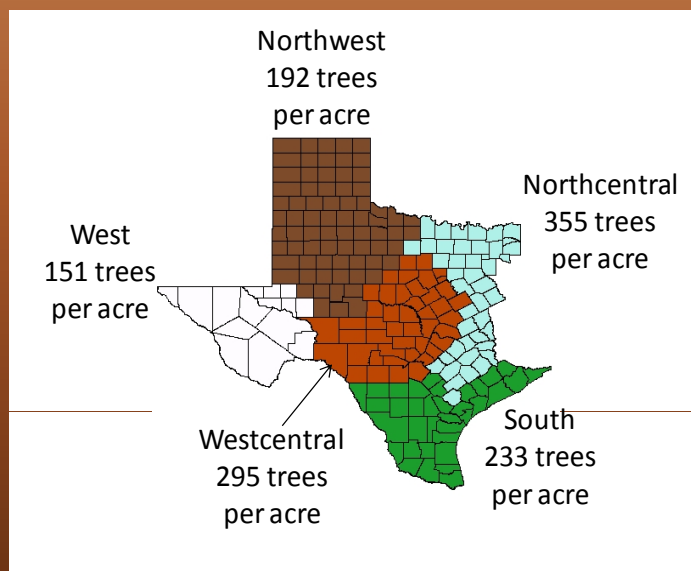 Northwest
192 trees
per acre
Northcentral
355 trees
per acre
West
151 trees
per acre
Westcentral
295 trees
per acre
South
233 trees
per acre